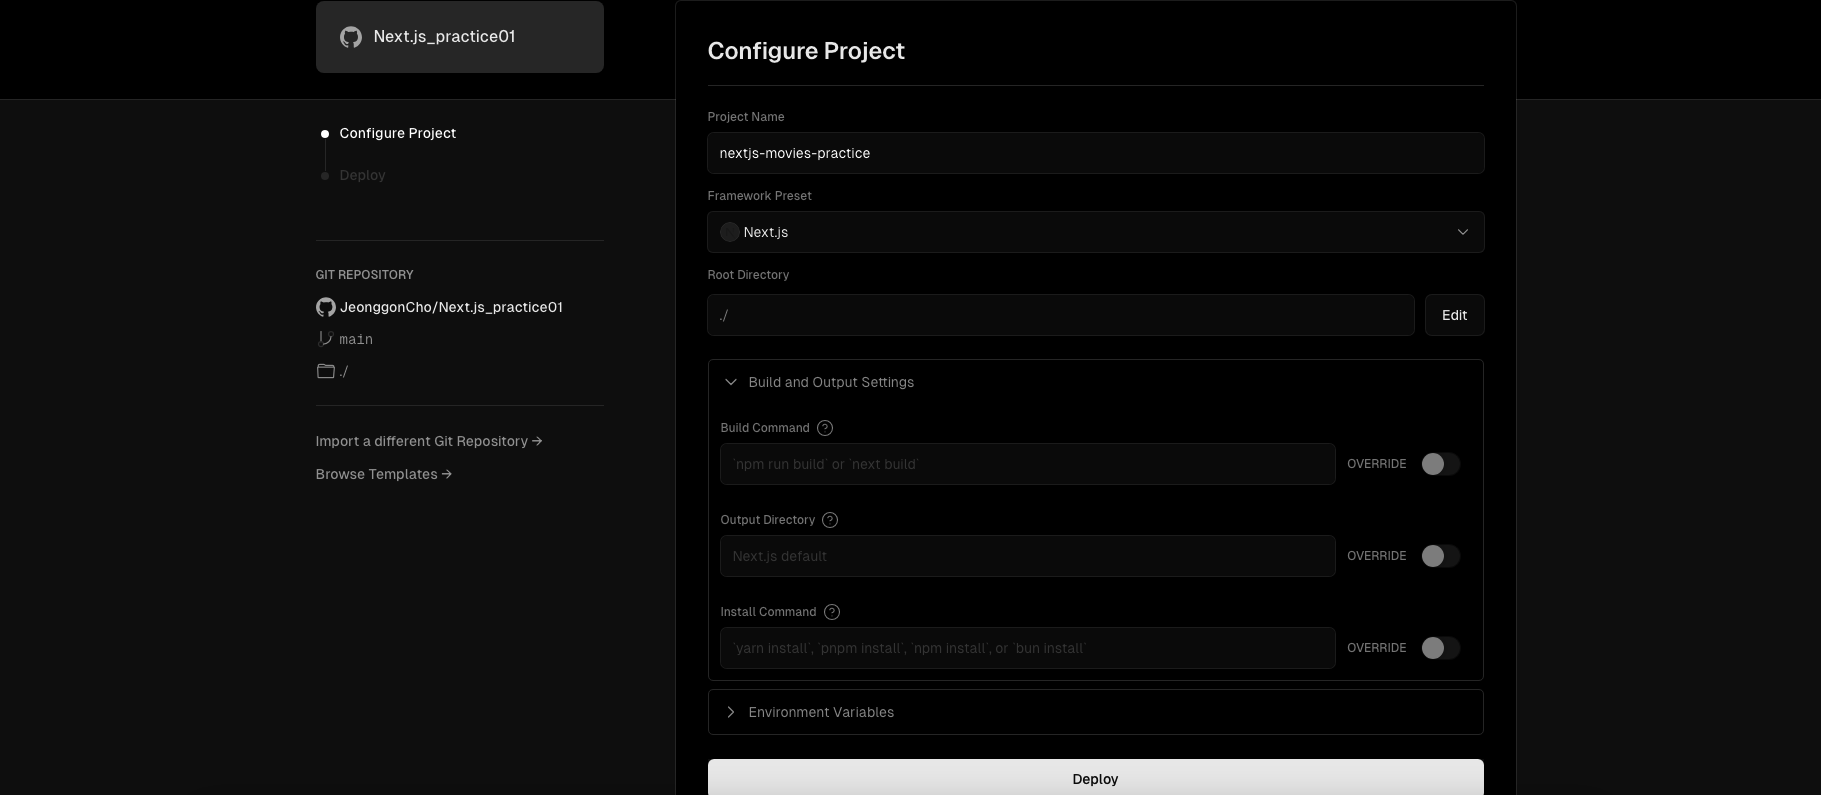 Next.js_practice01
Configure Project
Deploy
GIT REPOSITORY
JeonggonCho/Next.js_practice01
main
./
Import a different Git Repository →
Browse Templates →
Configure Project
Project Name
nextjs-movies-practice
Framework Preset
Next.js
Root Directory
./
Edit
Build and Output Settings
Build Command ?
`npm run build` or `next build`
OVERRIDE
Output Directory ?
Next.js default
OVERRIDE
Install Command ?
`yarn install`, `pnpm install`, `npm install`, or `bun install`
OVERRIDE
Environment Variables
Deploy